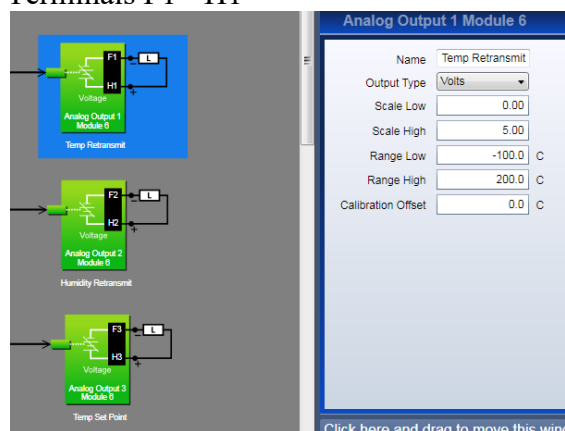 Terminals F1 - H1
F1
L
H1
Voltage
Analog Output 1
Module 6
Temp Retransmit
F2
L
H2
Voltage
Analog Output 2
Module 6
Humidity Retransmit
F3
L
H3
Voltage
Analog Output 3
Module 6
Temp Set Point
Analog Output 1 Module 6
Name Temp Retransmit
Output Type Volts
Scale Low 0.00
Scale High 5.00
Range Low -100.0 C
Range High 200.0 C
Calibration Offset 0.0 C
Click here and drag to move this win